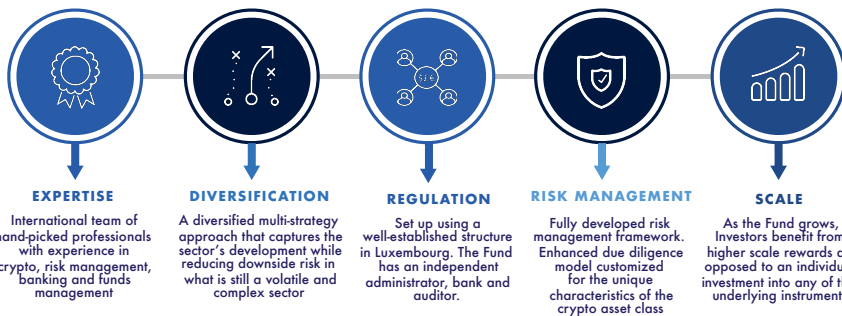 EXPERTISE
International team of
hand-picked professionals
with experience in
crypto, risk management,
banking and funds
management
DIVERSIFICATION
A diversified multi-strategy
approach that captures the
sector's development while
reducing downside risk in
what is still a volatile and
complex sector
REGULATION
Set up using a
well-established structure
in Luxembourg. The Fund
has an independent
administrator, bank and
auditor.
RISK MANAGEMENT
Fully developed risk
management framework.
Enhanced due diligence
model customized
for the unique
characteristics of the
crypto asset class
SCALE
As the Fund grows,
Investors benefit from
higher scale rewards
opposed to an
investment into any of
underlying